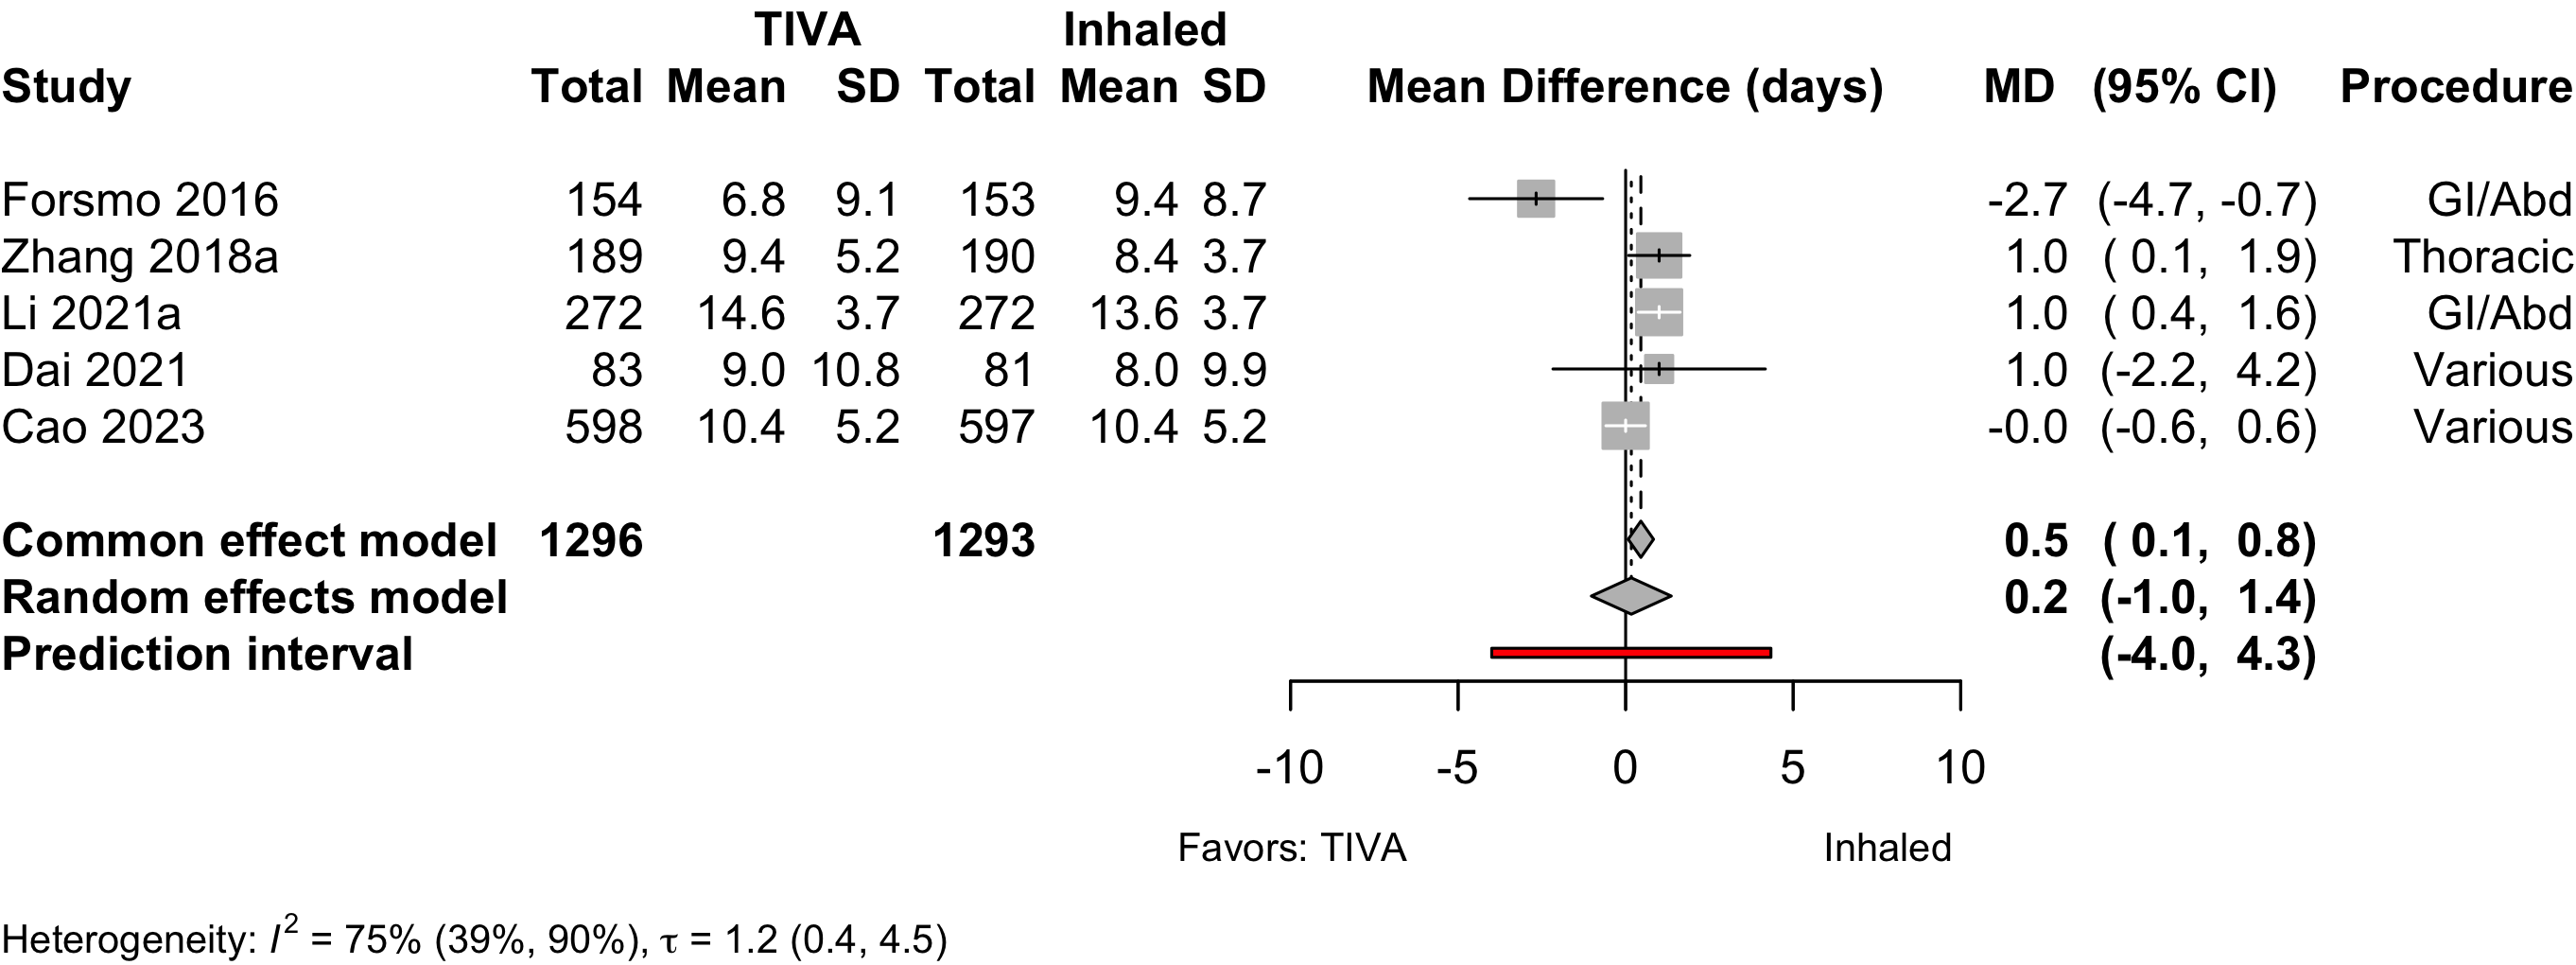 TIVA Inhaled
Study Total Mean SD Total Mean SD Mean Difference (days) MD (95% CI) Procedure
Forsmo 2016 154 6.8 9.1 153 9.4 8.7 -2.7 (-4.7, -0.7) GI/Abd
Zhang 2018a 189 9.4 5.2 190 8.4 3.7 1.0 ( 0.1, 1.9) Thoracic
Li 2021a 272 14.6 3.7 272 13.6 3.7 1.0 ( 0.4, 1.6) GI/Abd
Dai 2021 83 9.0 10.8 81 8.0 9.9 1.0 (-2.2, 4.2) Various
Cao 2023 598 10.4 5.2 597 10.4 5.2 -0.0 (-0.6, 0.6) Various
Common effect model 1296 1293 0.5 ( 0.1, 0.8)
Random effects model 0.2 (-1.0, 1.4)
Prediction interval (-4.0, 4.3)
-10 -5 0 5 10
Favors: TIVA Inhaled
Heterogeneity: I² = 75% (39%, 90%), τ = 1.2 (0.4, 4.5)